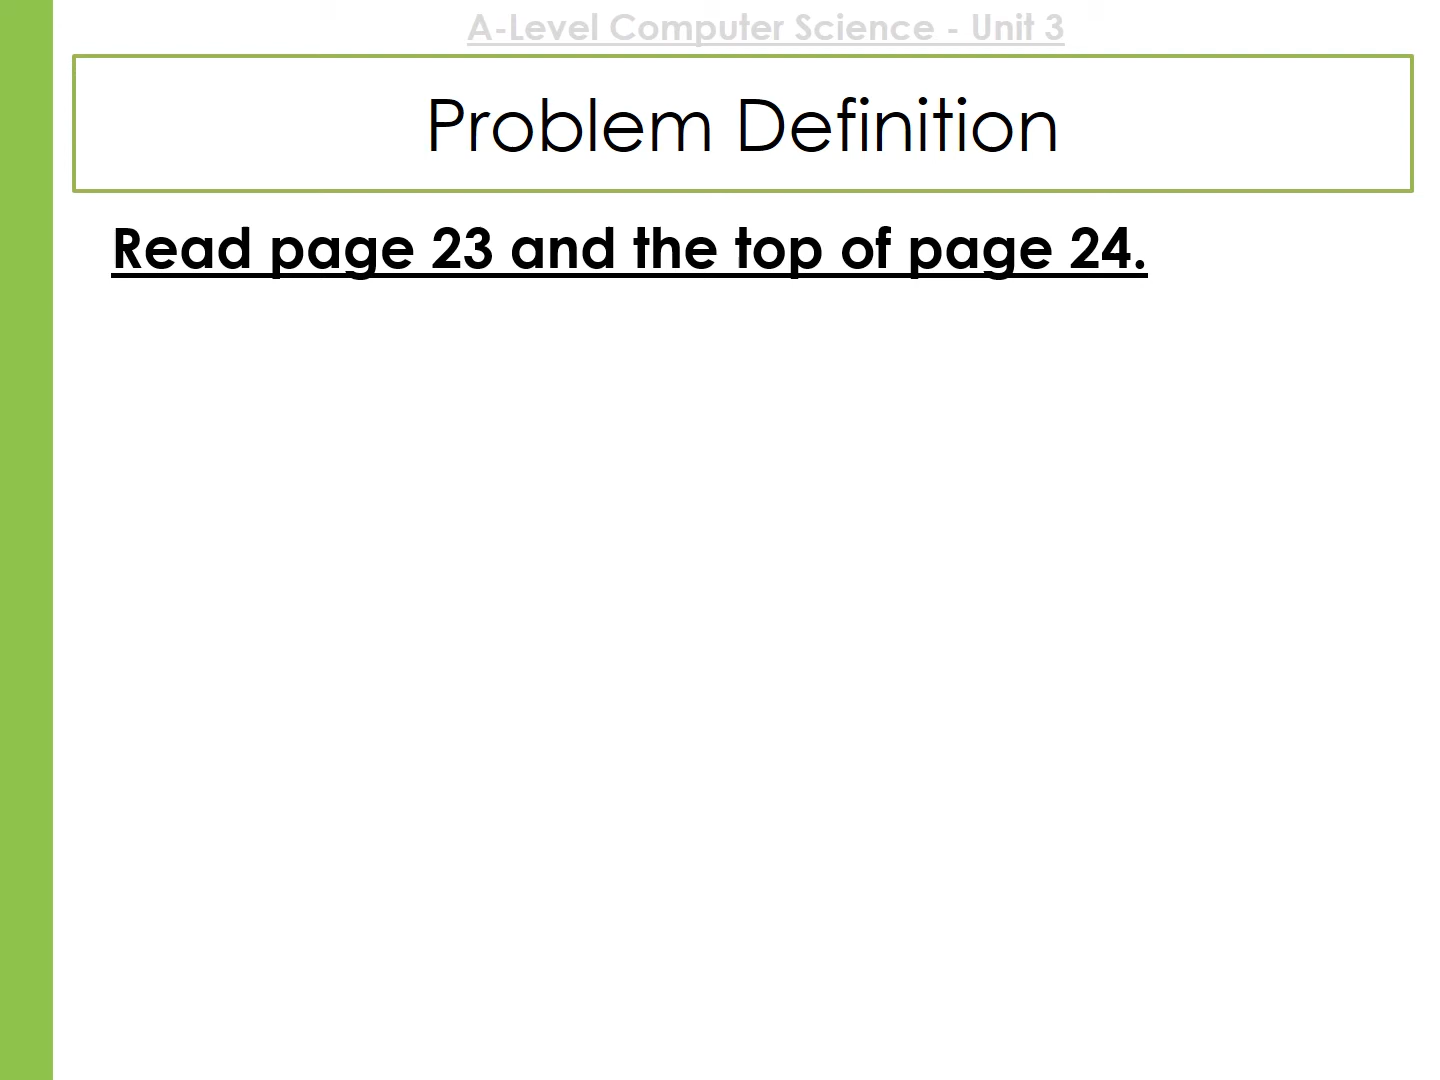 A-Level Computer Science - Unit 3
Problem Definition
Read page 23 and the top of page 24.